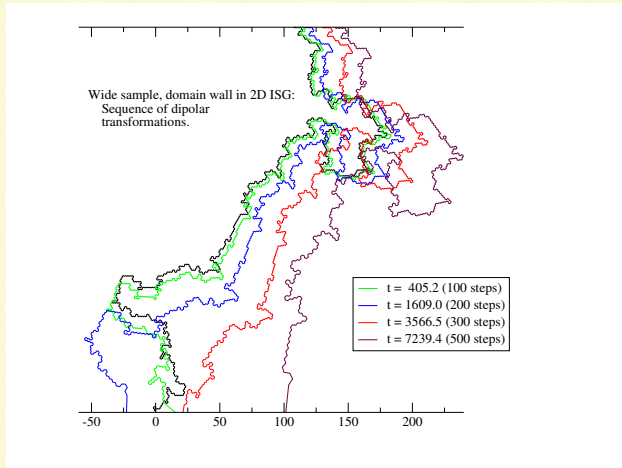 Wide sample, domain wall in 2D ISG:
Sequence of dipolar
transformations.
t =  405.2 (100 steps)
t = 1609.0 (200 steps)
t = 3566.5 (300 steps)
t = 7239.4 (500 steps)
-50 0 50 100 150 200